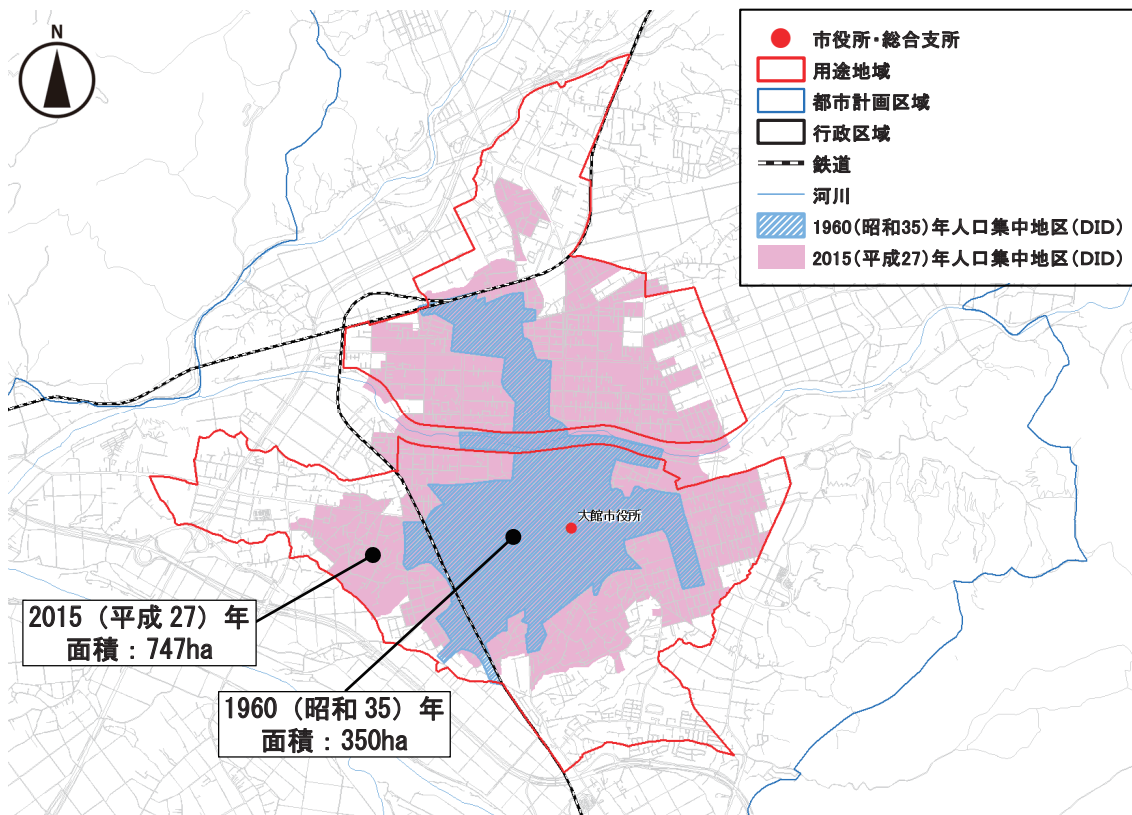 N
市役所・総合支所
用途地域
都市計画区域
行政区域
鉄道
河川
1960(昭和35)年人口集中地区(DID)
2015(平成27)年人口集中地区(DID)
大館市役所
2015（平成 27）年
面積：747ha
1960（昭和 35）年
面積：350ha